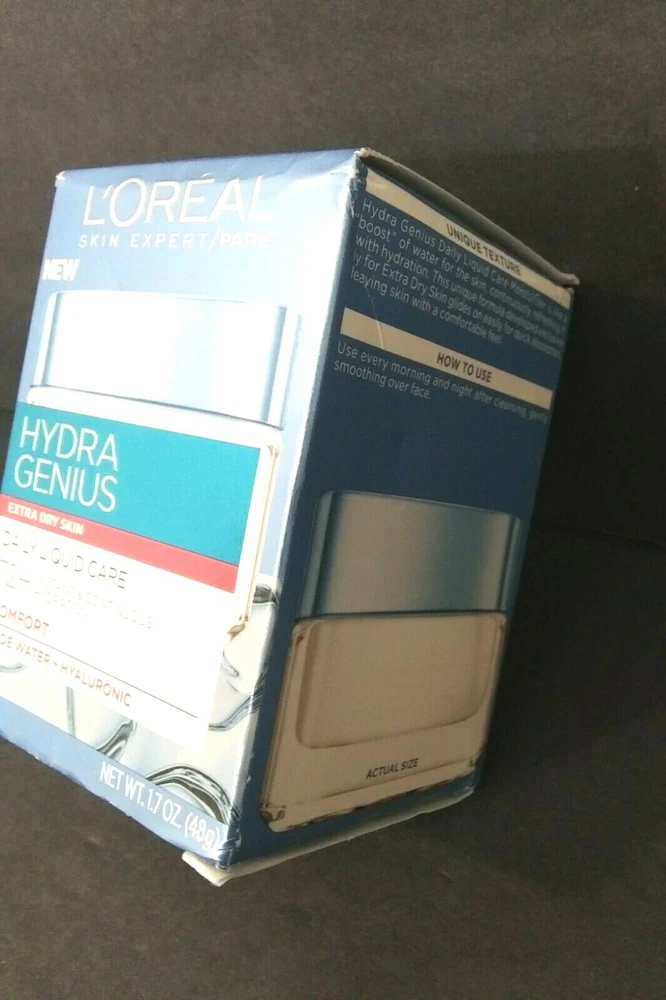 L'ORÉAL
SKIN EXPERT/PARIS
NEW
HYDRA
GENIUS
EXTRA DRY SKIN
DAILY LIQUID CARE
COMFORT
WATER + HYALURONIC
NET WT. 1.7 OZ. (48g)
UNIQUE TEXTURE
Hydra Genius Daily Liquid Care
"boost" of water for the skin, continuously
with hydration. This unique formula
ly for Extra Dry Skin glides on easily for quick
leaving skin with a comfortable feel.
HOW TO USE
Use every morning and night after cleansing, gently
smoothing over face.
ACTUAL SIZE